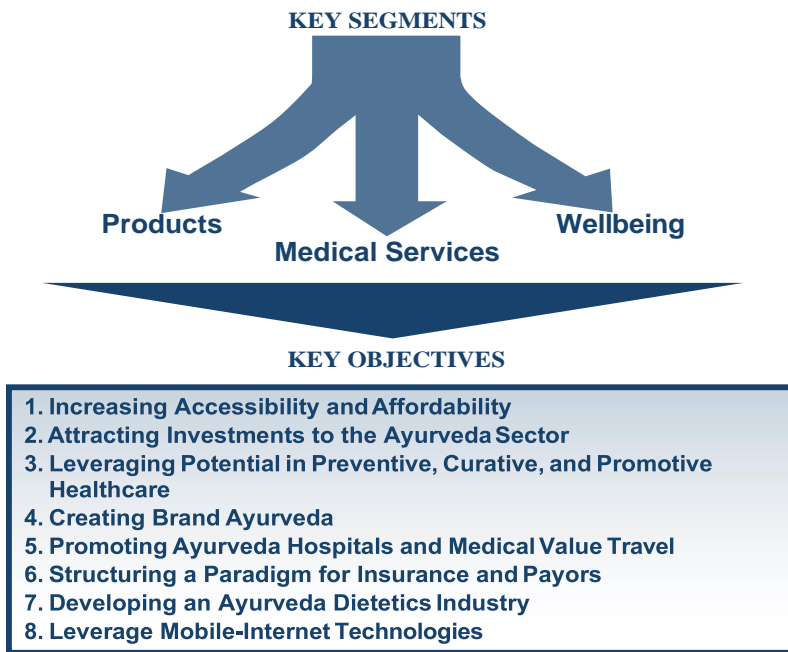 KEY SEGMENTS
Products
Wellbeing
Medical Services
KEY OBJECTIVES
1. Increasing Accessibility and Affordability
2. Attracting Investments to the Ayurveda Sector
3. Leveraging Potential in Preventive, Curative, and Promotive
Healthcare
4. Creating Brand Ayurveda
5. Promoting Ayurveda Hospitals and Medical Value Travel
6. Structuring a Paradigm for Insurance and Payors
7. Developing an Ayurveda Dietetics Industry
8. Leverage Mobile-Internet Technologies